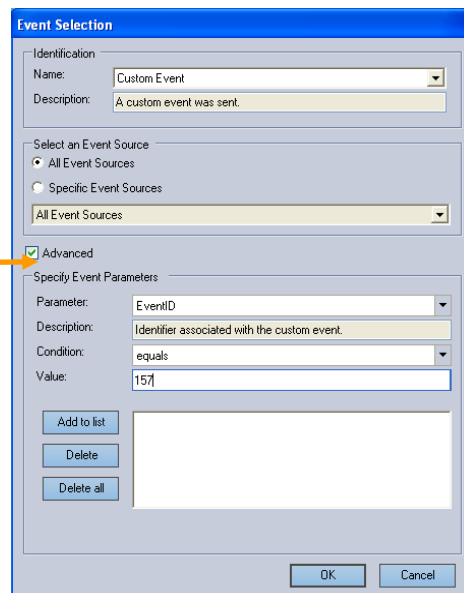 Event Selection
Identification
Name: Custom Event
Description: A custom event was sent.
Select an Event Source
All Event Sources
Specific Event Sources
All Event Sources
Advanced
Specify Event Parameters
Parameter: EventID
Description: Identifier associated with the custom event.
Condition: equals
Value: 157
Add to list
Delete
Delete all
OK Cancel